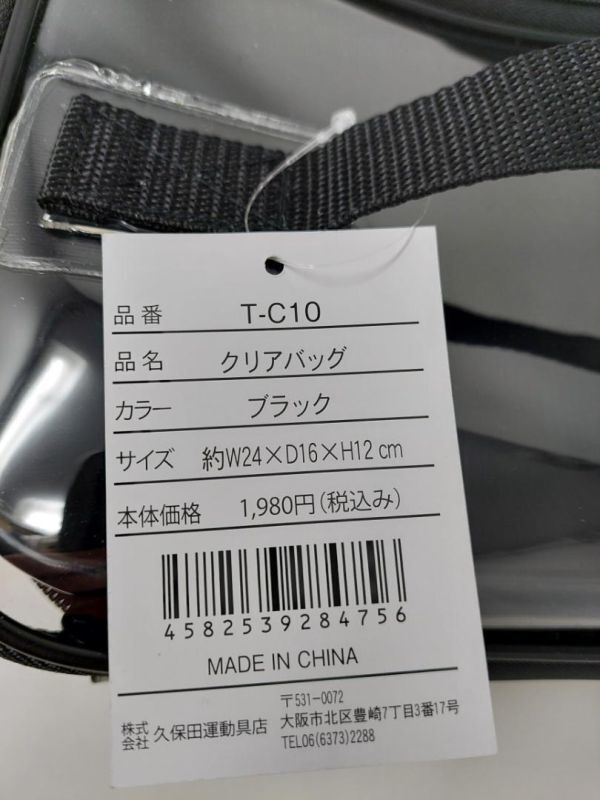 品番 T-C10
品名 クリアバッグ
カラー ブラック
サイズ 約W24×D16×H12 cm
本体価格 1,980円(税込み)
4582539284756
MADE IN CHINA
株式会社 久保田運動具店
〒531-0072
大阪市北区豊崎7丁目3番17号
TEL06(6373)2288